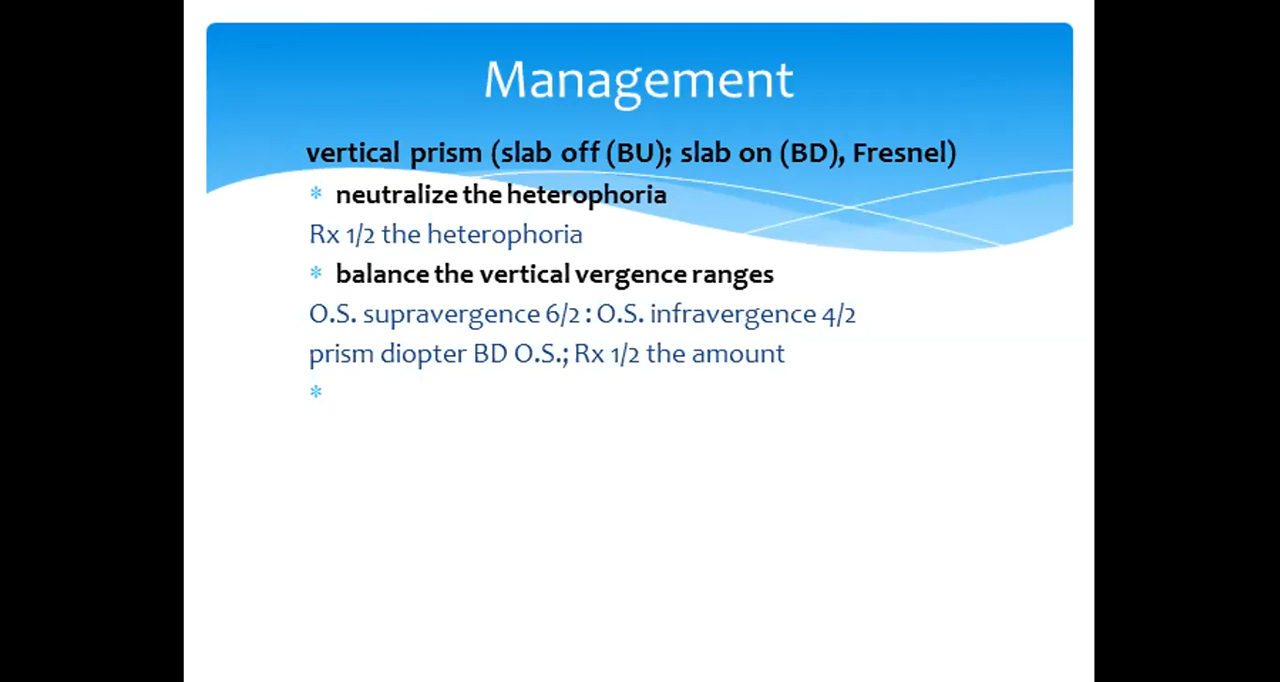 Management
vertical prism (slab off (BU); slab on (BD), Fresnel)
* neutralize the heterophoria
Rx 1/2 the heterophoria
* balance the vertical vergence ranges
O.S. supravergence 6/2 : O.S. infravergence 4/2
prism diopter BD O.S.; Rx 1/2 the amount
*